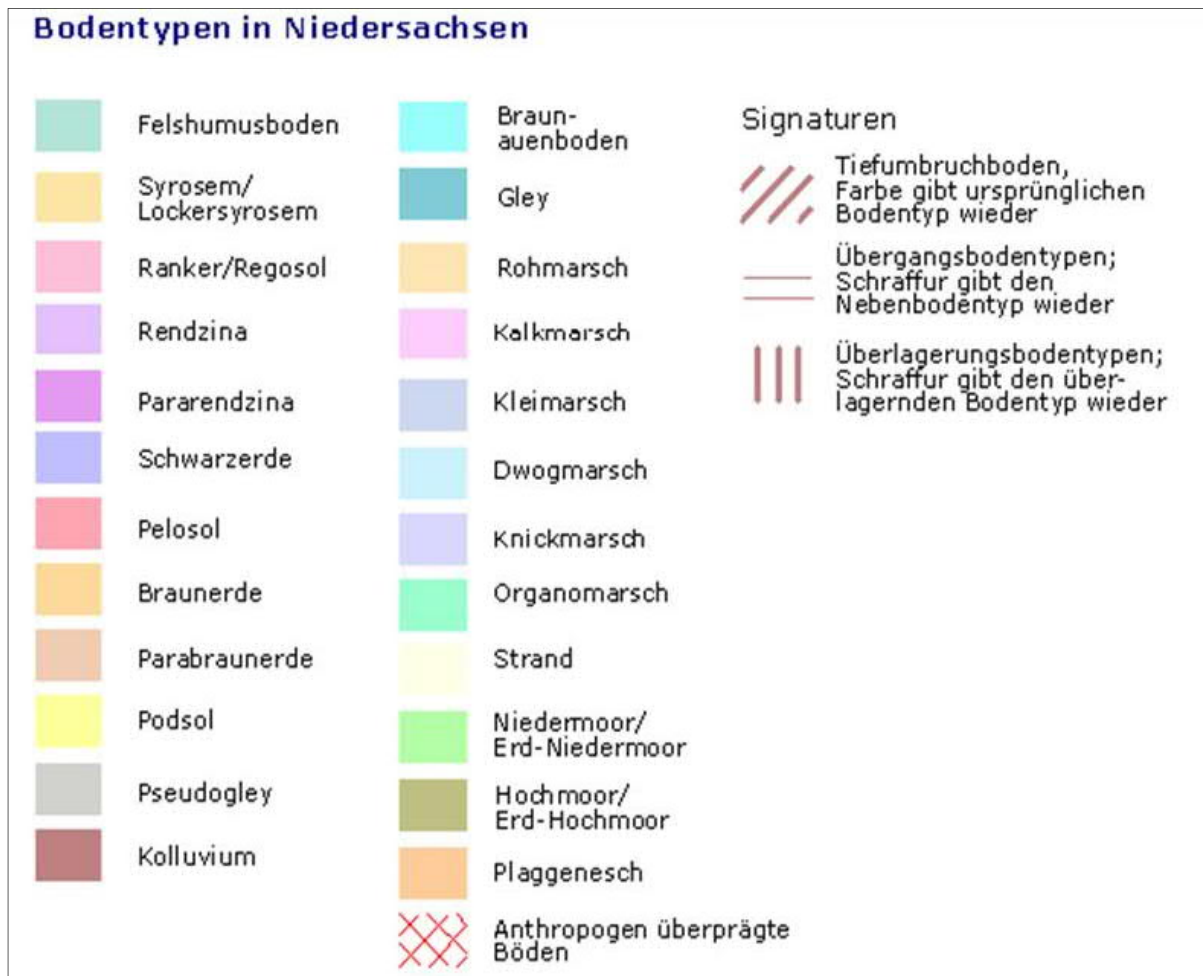 Bodentypen in Niedersachsen
Felshumusboden
Syrosem/
Lockersyrosem
Ranker/Regosol
Rendzina
Pararendzina
Schwarzerde
Pelosol
Braunerde
Parabraunerde
Podsol
Pseudogley
Kolluvium
Braun-
auenboden
Gley
Rohmarsch
Kalkmarsch
Kleimarsch
Dwogmarsch
Knickmarsch
Organomarsch
Strand
Niedermoor/
Erd-Niedermoor
Hochmoor/
Erd-Hochmoor
Plaggenesch
Anthropogen überprägte
Böden
Signaturen
Tiefumbruchboden,
Farbe gibt ursprünglichen
Bodentyp wieder
Übergangsbodentypen;
Schraffur gibt den
Nebenbodentyp wieder
Überlagerungsbodentypen;
Schraffur gibt den über-
lagernden Bodentyp wieder